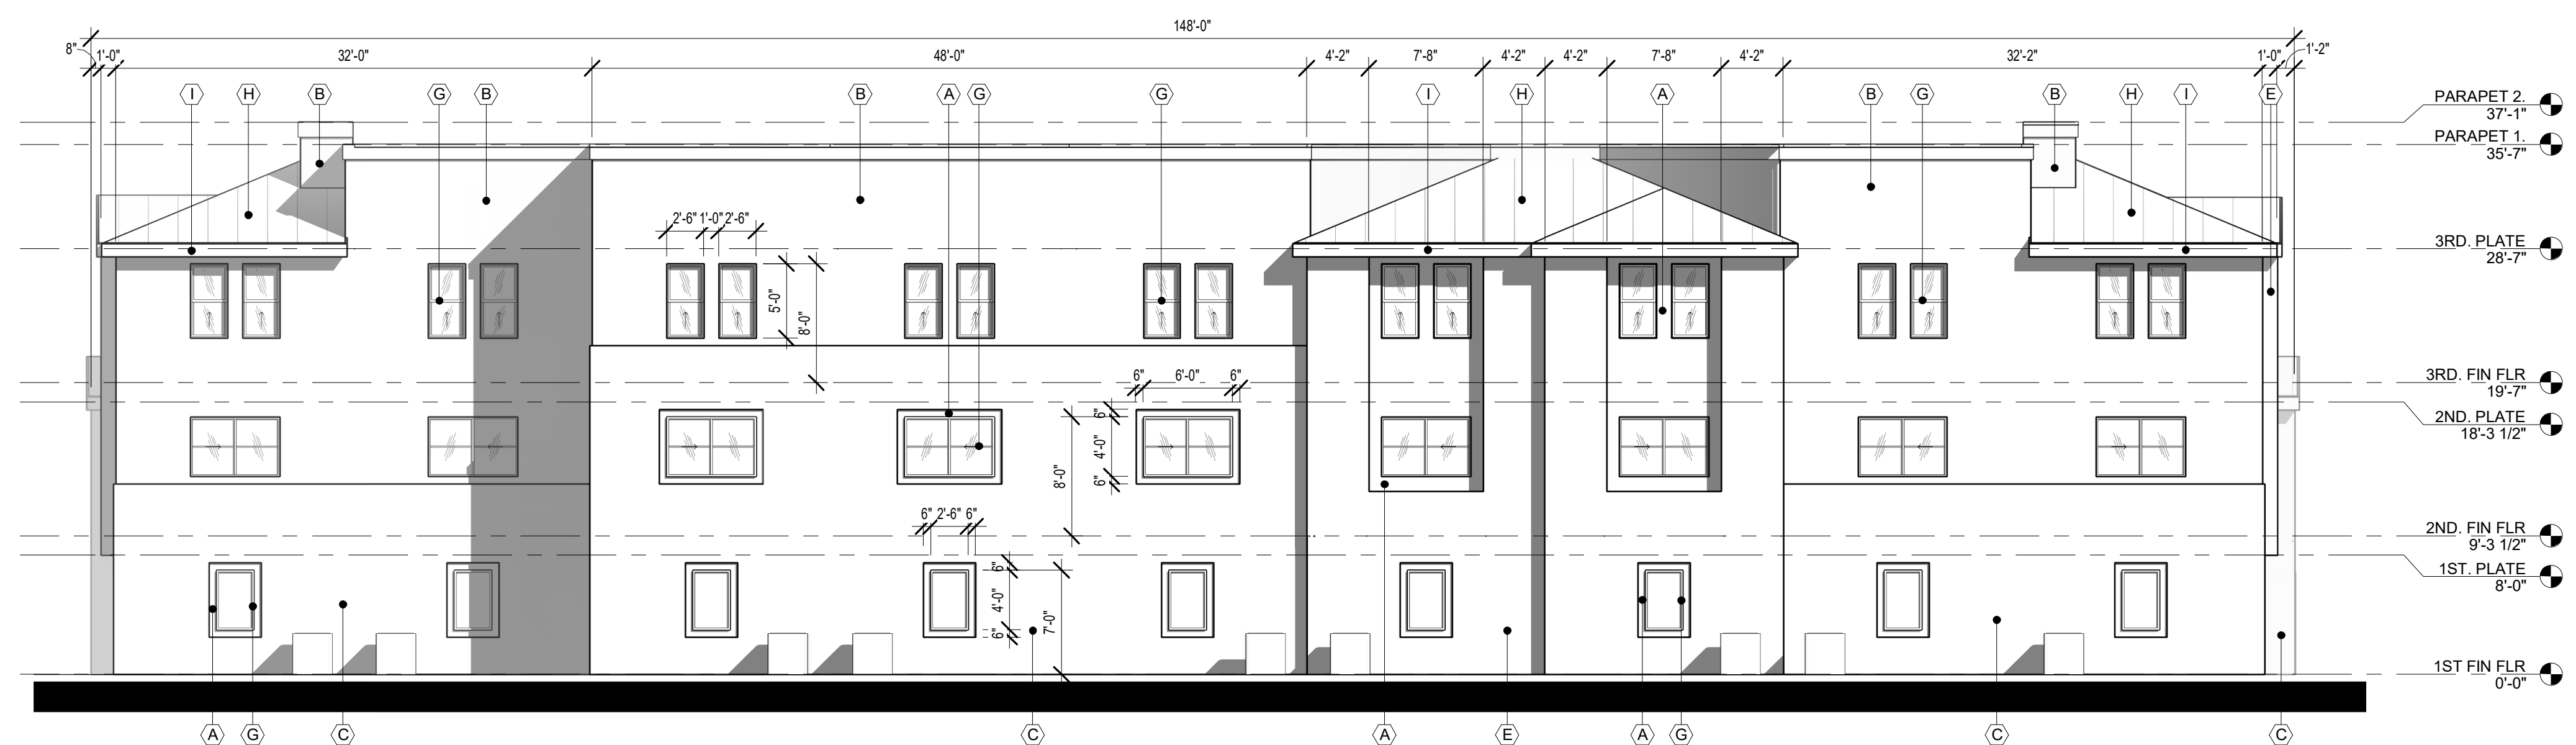 148'-0"
8" 1'-0" 32'-0" 48'-0" 4'-2" 7'-8" 4'-2" 4'-2" 7'-8" 4'-2" 32'-2" 1'-0" 1'-2"
I H B G B B A G G I H A B G B H I E
PARAPET 2.
37'-1"
PARAPET 1.
35'-7"
2'-6" 1'-0" 2'-6"
3RD. PLATE
28'-7"
5'-0" 8'-0"
6" 6'-0" 6"
3RD. FIN FLR
19'-7"
2ND. PLATE
18'-3 1/2"
6"
4'-0"
6"
8'-0"
6" 2'-6" 6"
2ND. FIN FLR
9'-3 1/2"
1ST. PLATE
8'-0"
6"
4'-0"
6"
7'-0"
1ST FIN FLR
0'-0"
A G C C A E A G C C